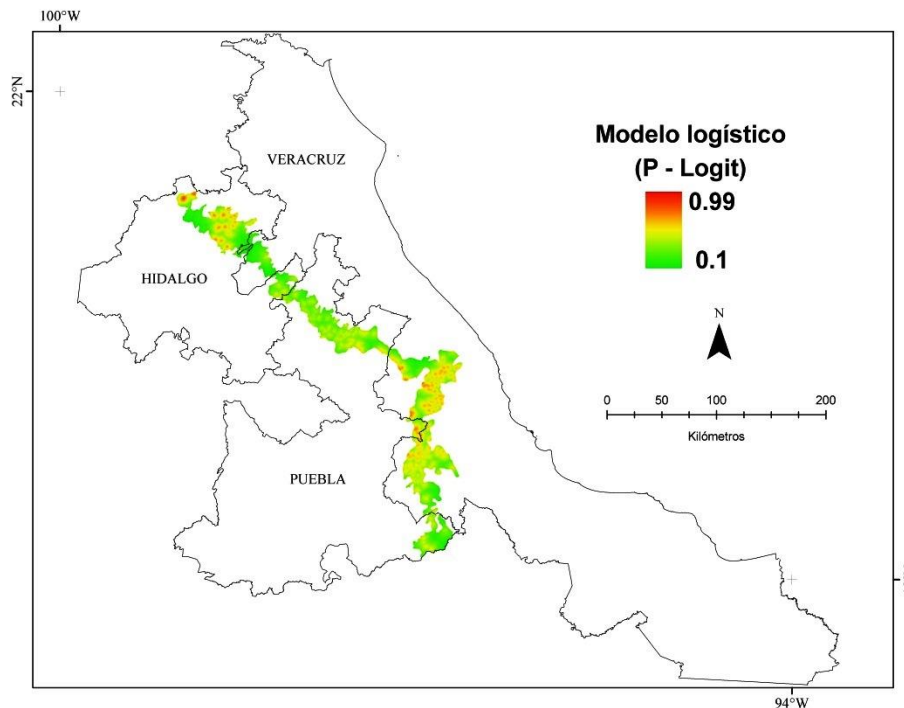 100°W
22°N
VERACRUZ
Modelo logístico
(P - Logit)
0.99
0.1
HIDALGO
N
0 50 100 200
Kilómetros
PUEBLA
94°W